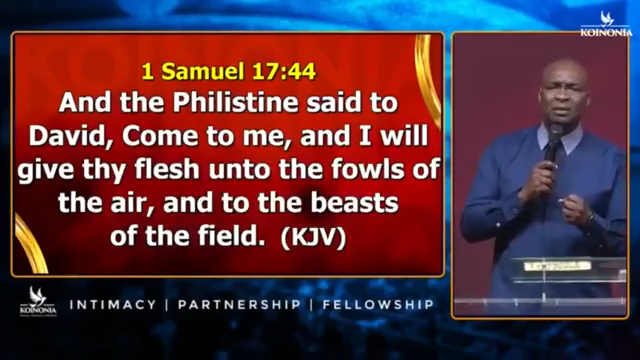 KOINONIA
1 Samuel 17:44
And the Philistine said to
David, Come to me, and I will
give thy flesh unto the fowls of
the air, and to the beasts
of the field. (KJV)
KOINONIA
INTIMACY | PARTNERSHIP | FELLOWSHIP